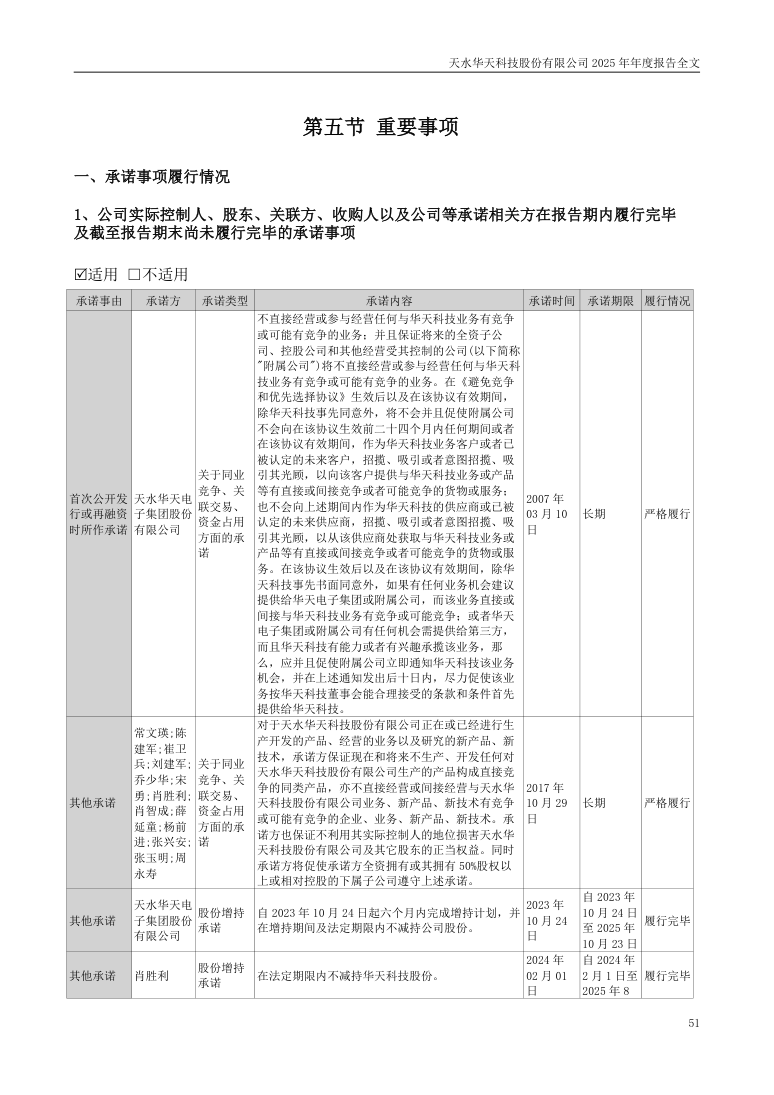 天水华天科技股份有限公司 2025 年年度报告全文
第五节 重要事项
一、承诺事项履行情况
1、公司实际控制人、股东、关联方、收购人以及公司等承诺相关方在报告期内履行完毕
及截至报告期末尚未履行完毕的承诺事项
☑适用 □不适用
承诺事由 承诺方 承诺类型 承诺内容 承诺时间 承诺期限 履行情况
首次公开发
行或再融资
时所作承诺
天水华天电
子集团股份
有限公司
关于同业
竞争、关
联交易、
资金占用
方面的承
诺
不直接经营或参与经营任何与华天科技业务有竞争
或可能有竞争的业务；并且保证将来的全资子公
司、控股公司和其他经营受其控制的公司(以下简称
"附属公司")将不直接经营或参与经营任何与华天科
技业务有竞争或可能有竞争的业务。在《避免竞争
和优先选择协议》生效后以及在该协议有效期间，
除华天科技事先同意外，将不会并且促使附属公司
不会向在该协议生效前二十四个月内任何期间或者
在该协议有效期间，作为华天科技业务客户或者已
被认定的未来客户，招揽、吸引或者意图招揽、吸
引其光顾，以向该客户提供与华天科技业务或产品
等有直接或间接竞争或者可能竞争的货物或服务；
也不会向上述期间内作为华天科技的供应商或已被
认定的未来供应商，招揽、吸引或者意图招揽、吸
引其光顾，以从该供应商处获取与华天科技业务或
产品等有直接或间接竞争或者可能竞争的货物或服
务。在该协议生效后以及在该协议有效期间，除华
天科技事先书面同意外，如果有任何业务机会建议
提供给华天电子集团或附属公司，而该业务直接或
间接与华天科技业务有竞争或可能竞争；或者华天
电子集团或附属公司有任何机会需提供给第三方，
而且华天科技有能力或者有兴趣承揽该业务，那
么，应并且促使附属公司立即通知华天科技该业务
机会，并在上述通知发出后十日内，尽力促使该业
务按华天科技董事会能合理接受的条款和条件首先
提供给华天科技。
2007 年
03 月 10
日
长期
严格履行
其他承诺
常文瑛;陈
建军;崔卫
兵;刘建军;
乔少华;宋
勇;肖胜利;
肖智成;薛
延童;杨前
进;张兴安;
张玉明;周
永寿
关于同业
竞争、关
联交易、
资金占用
方面的承
诺
对于天水华天科技股份有限公司正在或已经进行生
产开发的产品、经营的业务以及研究的新产品、新
技术，承诺方保证现在和将来不生产、开发任何对
天水华天科技股份有限公司生产的产品构成直接竞
争的同类产品，亦不直接经营或间接经营与天水华
天科技股份有限公司业务、新产品、新技术有竞争
或可能有竞争的企业、业务、新产品、新技术。承
诺方也保证不利用其实际控制人的地位损害天水华
天科技股份有限公司及其它股东的正当权益。同时
承诺方将促使承诺方全资拥有或其拥有 50%股权以
上或相对控股的下属子公司遵守上述承诺。
2017 年
10 月 29
日
长期
严格履行
其他承诺
天水华天电
子集团股份
有限公司
股份增持
承诺
自 2023 年 10 月 24 日起六个月内完成增持计划，并
在增持期间及法定期限内不减持公司股份。
2023 年
10 月 24
日
自 2023 年
10 月 24 日
至 2025 年
10 月 23 日
履行完毕
其他承诺
肖胜利
股份增持
承诺
在法定期限内不减持华天科技股份。
2024 年
02 月 01
日
自 2024 年
2 月 1 日至
2025 年 8
履行完毕
51